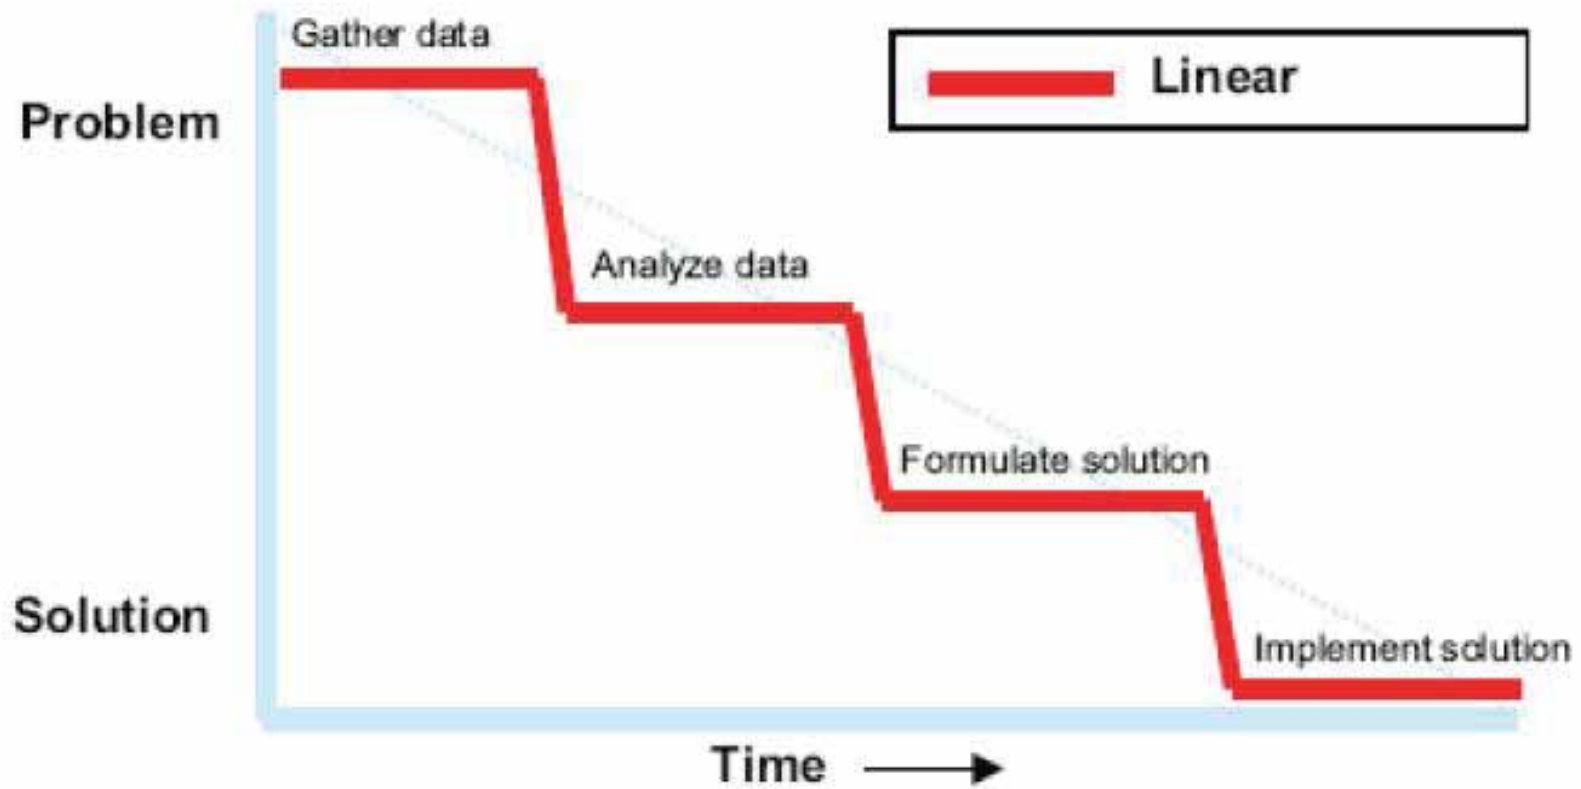 Gather data
Linear
Problem
Analyze data
Formulate solution
Solution
Implement solution
Time